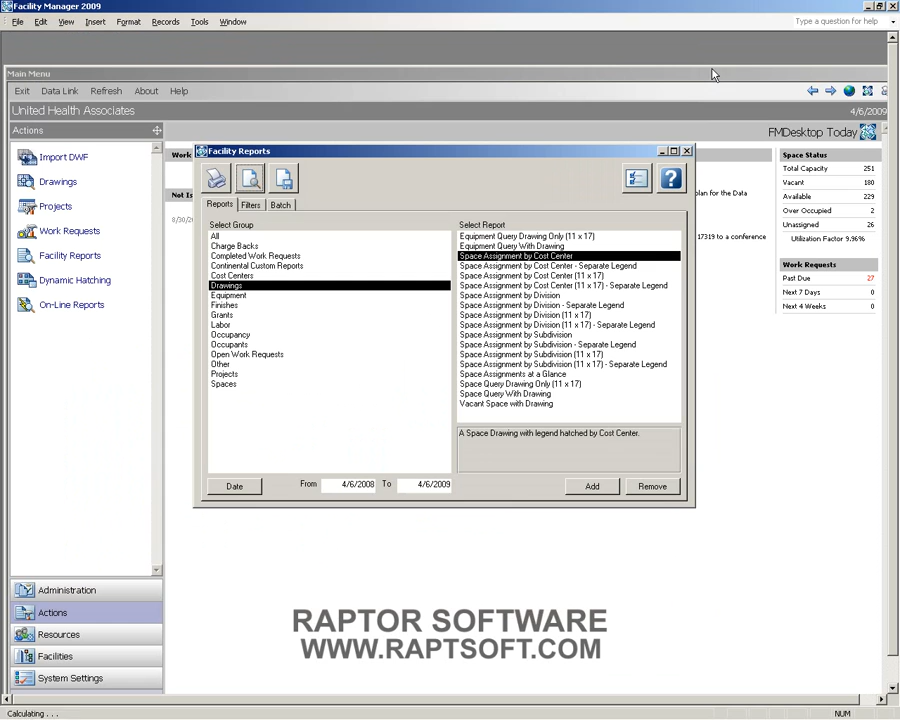 Facility Manager 2009
File Edit View Insert Format Records Tools Window
Type a question for help
Main Menu
Exit Data Link Refresh About Help
United Health Associates
4/6/2009
Actions
FMDesktop Today
Import DWF
Drawings
Projects
Work Requests
Facility Reports
Dynamic Hatching
On-Line Reports
Administration
Actions
Resources
Facilities
System Settings
Work
Not Is
8/30/2
Facility Reports
Reports Filters Batch
Select Group
All
Charge Backs
Completed Work Requests
Continental Custom Reports
Cost Centers
Drawings
Equipment
Finishes
Grants
Labor
Occupancy
Occupants
Open Work Requests
Other
Projects
Spaces
Select Report
Equipment Query Drawing Only (11 x 17)
Equipment Query With Drawing
Space Assignment by Cost Center
Space Assignment by Cost Center - Separate Legend
Space Assignment by Cost Center (11 x 17)
Space Assignment by Cost Center (11 x 17) - Separate Legend
Space Assignment by Division
Space Assignment by Division - Separate Legend
Space Assignment by Division (11 x 17)
Space Assignment by Division (11 x 17) - Separate Legend
Space Assignment by Subdivision
Space Assignment by Subdivision - Separate Legend
Space Assignment by Subdivision (11 x 17)
Space Assignment by Subdivision (11 x 17) - Separate Legend
Space Assignments at a Glance
Space Query Drawing Only (11 x 17)
Space Query With Drawing
Vacant Space with Drawing
A Space Drawing with legend hatched by Cost Center.
Date From 4/6/2008 To 4/6/2009
Add Remove
plan for the Data
17319 to a conference
Space Status
Total Capacity 251
Vacant 180
Available 229
Over Occupied 2
Unassigned 26
Utilization Factor 9.96%
Work Requests
Past Due 27
Next 7 Days 0
Next 4 Weeks 0
RAPTOR SOFTWARE
WWW.RAPTSOFT.COM
Calculating . . .
NUM